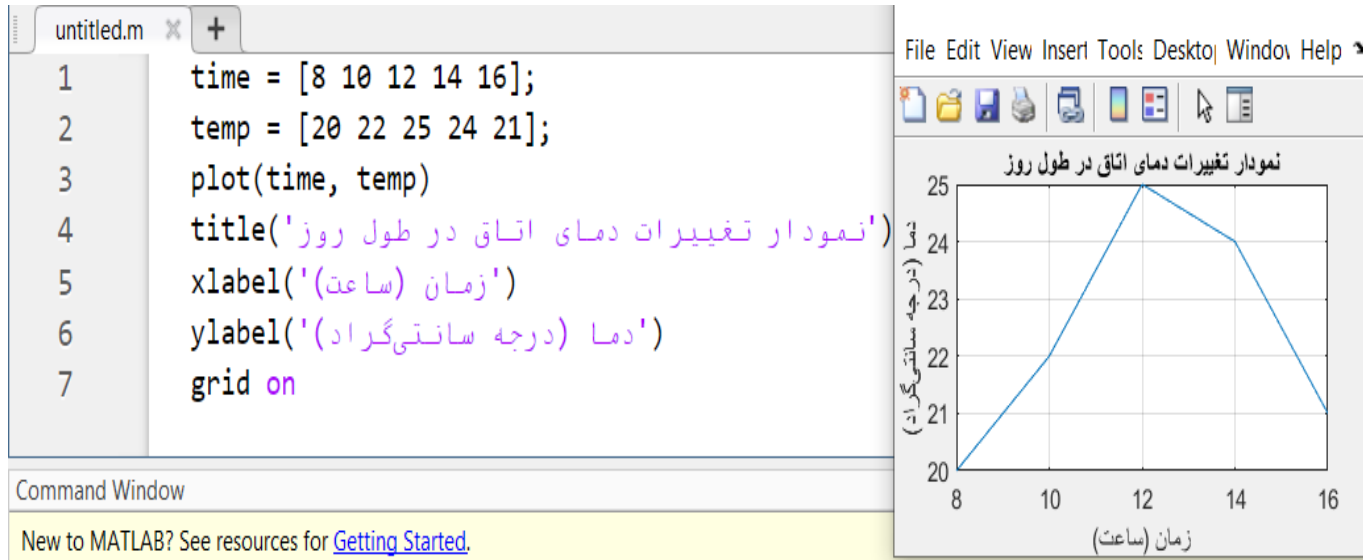 untitled.m
1 time = [8 10 12 14 16];
2 temp = [20 22 25 24 21];
3 plot(time, temp)
4 title('نمودار تغییرات دمای اتاق در طول روز')
5 xlabel('زمان (ساعت)')
6 ylabel('دما (درجه سانتی‌گراد)')
7 grid on
Command Window
New to MATLAB? See resources for Getting Started.
File Edit View Insert Tools Desktop Window Help
نمودار تغییرات دمای اتاق در طول روز
دما (درجه سانتی‌گراد)
25
24
23
22
21
20
8 10 12 14 16
زمان (ساعت)